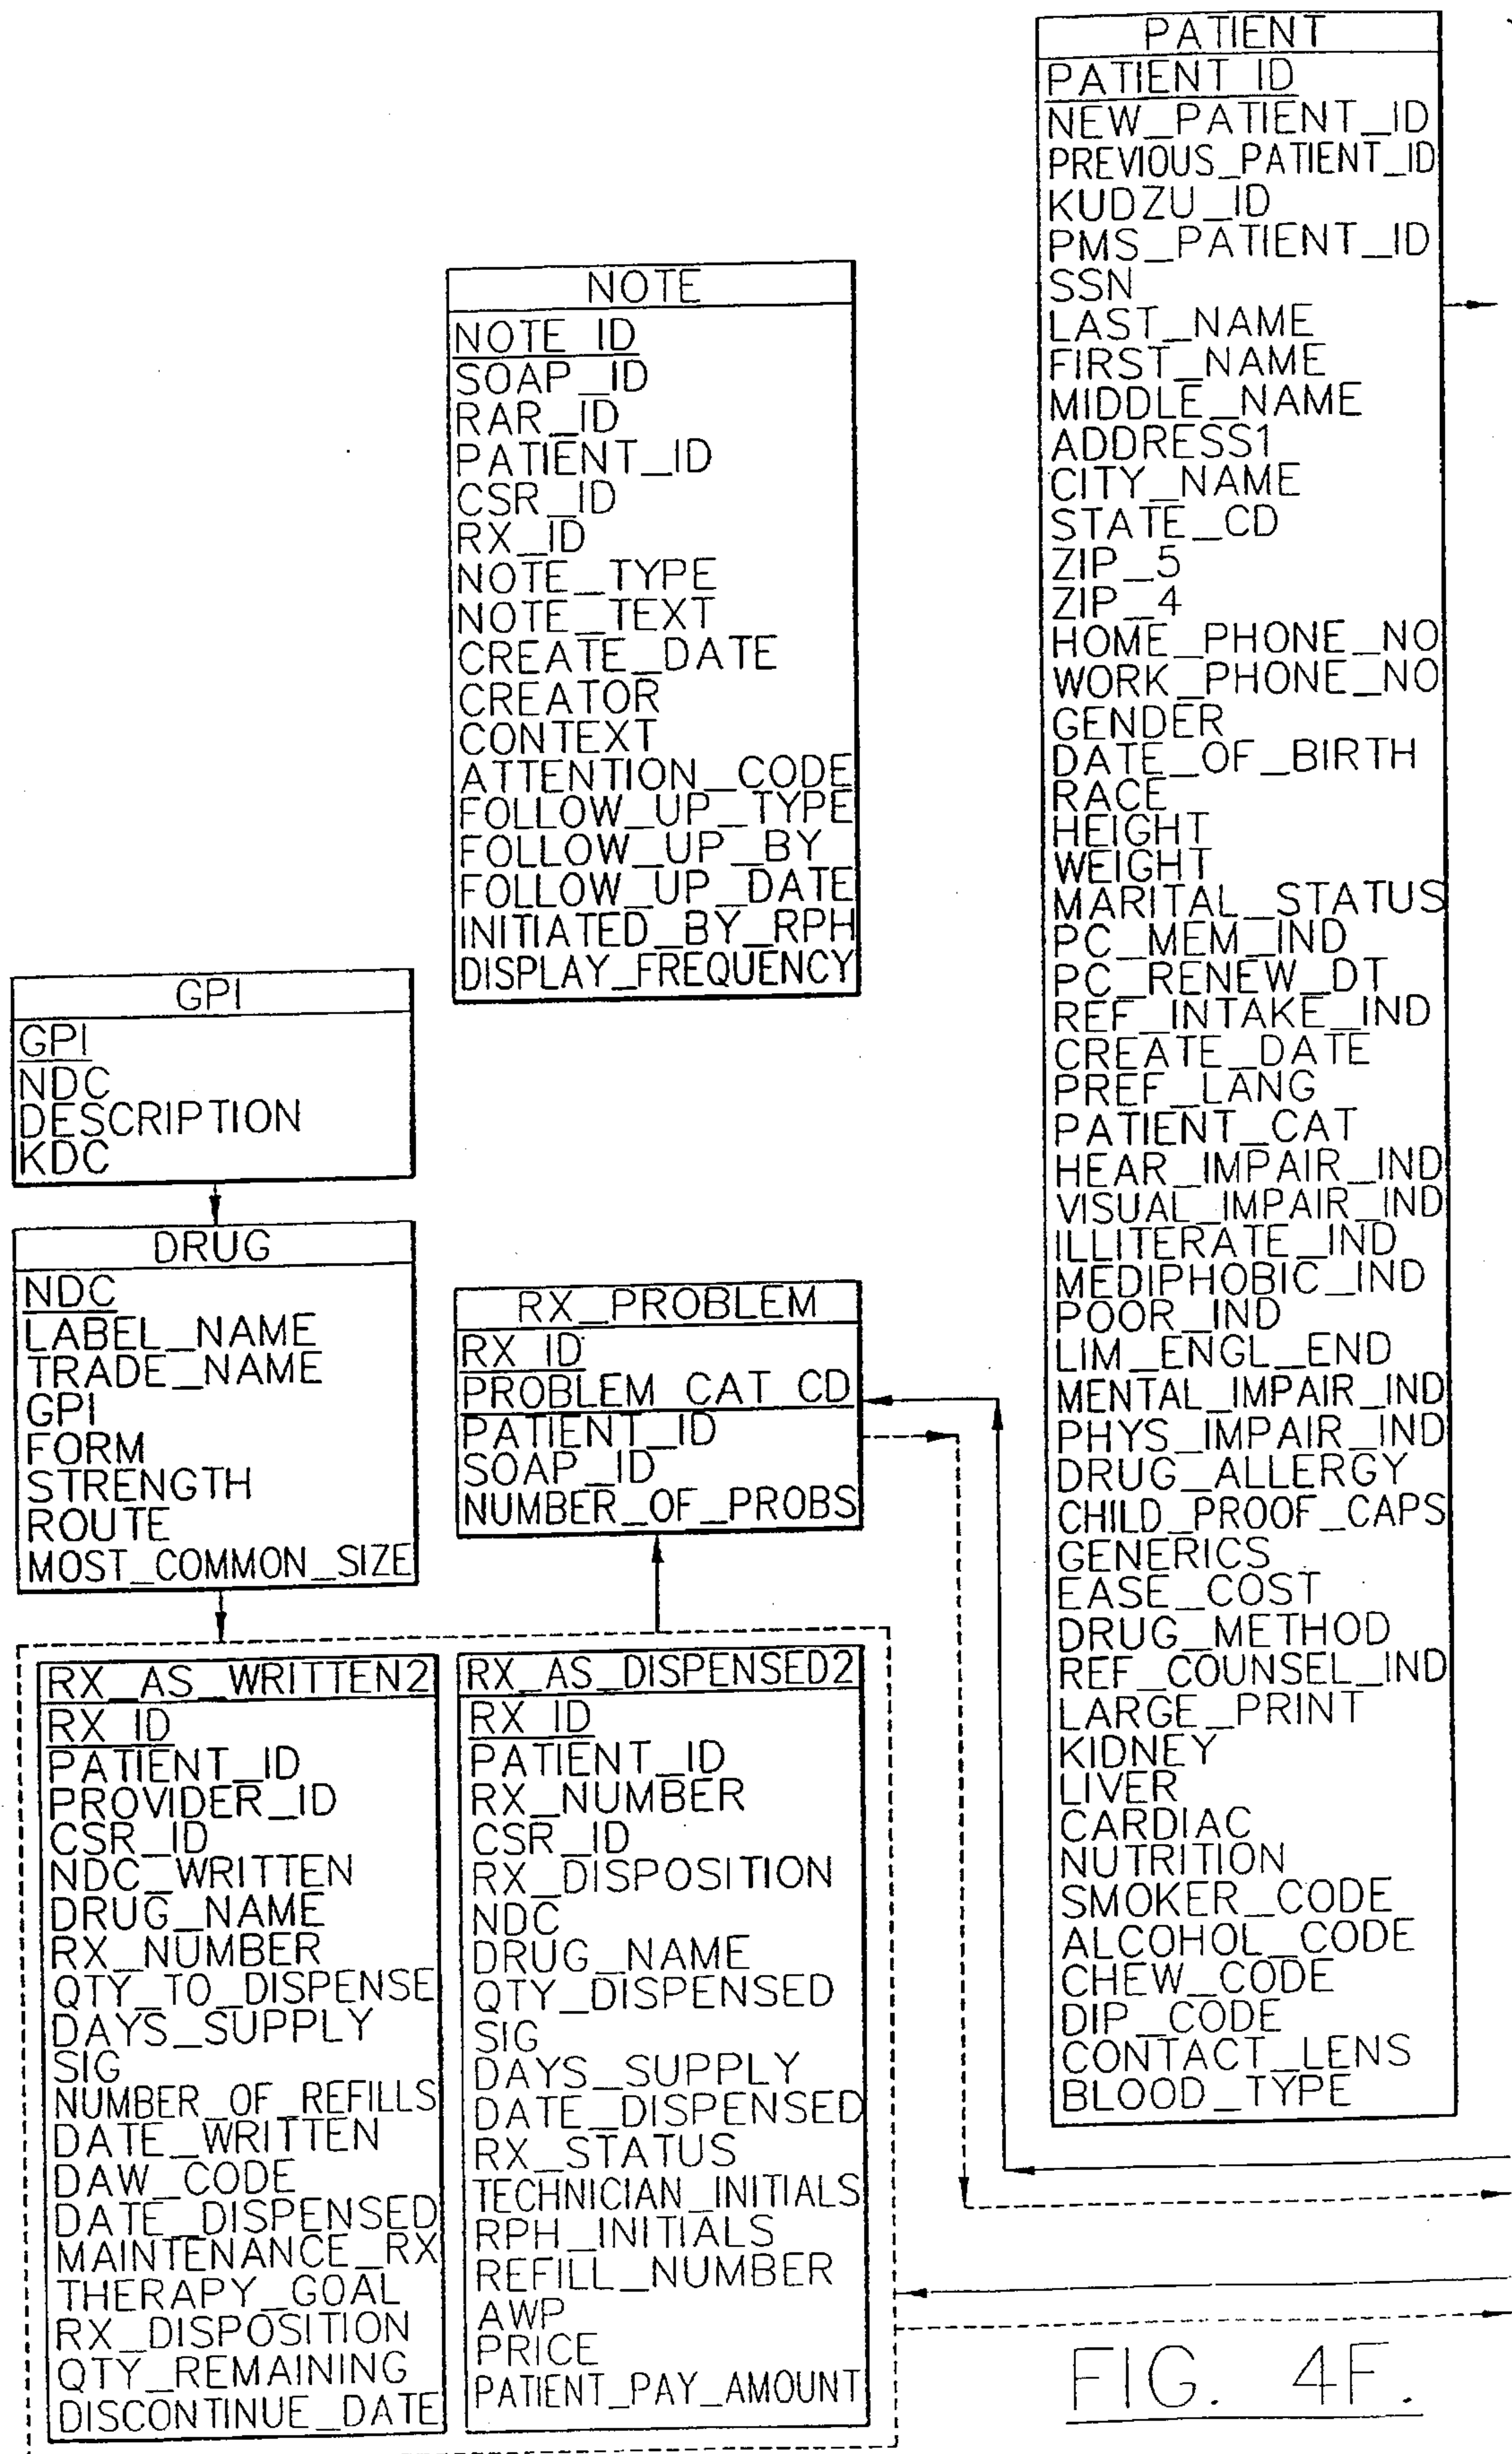 PATIENT
PATIENT_ID
NEW_PATIENT_ID
PREVIOUS_PATIENT_ID
KUDZU_ID
PMS_PATIENT_ID
SSN
LAST_NAME
FIRST_NAME
MIDDLE_NAME
ADDRESS1
CITY_NAME
STATE_CD
ZIP_5
ZIP_4
HOME_PHONE_NO
WORK_PHONE_NO
GENDER
DATE_OF_BIRTH
RACE
HEIGHT
WEIGHT
MARITAL_STATUS
PC_MEM_IND
PC_RENEW_DT
REF_INTAKE_IND
CREATE_DATE
PREF_LANG
PATIENT_CAT
HEAR_IMPAIR_IND
VISUAL_IMPAIR_IND
ILLITERATE_IND
MEDIPHOBIC_IND
POOR_IND
LIM_ENGL_END
MENTAL_IMPAIR_IND
PHYS_IMPAIR_IND
DRUG_ALLERGY
CHILD_PROOF_CAPS
GENERICS
EASE_COST
DRUG_METHOD
REF_COUNSEL_IND
LARGE_PRINT
KIDNEY
LIVER
CARDIAC
NUTRITION
SMOKER_CODE
ALCOHOL_CODE
CHEW_CODE
DIP_CODE
CONTACT_LENS
BLOOD_TYPE
NOTE
NOTE_ID
SOAP_ID
RAR_ID
PATIENT_ID
CSR_ID
RX_ID
NOTE_TYPE
NOTE_TEXT
CREATE_DATE
CREATOR
CONTEXT
ATTENTION_CODE
FOLLOW_UP_TYPE
FOLLOW_UP_BY
FOLLOW_UP_DATE
INITIATED_BY_RPH
DISPLAY_FREQUENCY
GPI
GPI
NDC
DESCRIPTION
KDC
DRUG
NDC
LABEL_NAME
TRADE_NAME
GPI
FORM
STRENGTH
ROUTE
MOST_COMMON_SIZE
RX_PROBLEM
RX_ID
PROBLEM_CAT_CD
PATIENT_ID
SOAP_ID
NUMBER_OF_PROBS
RX_AS_WRITTEN2
RX_ID
PATIENT_ID
PROVIDER_ID
CSR_ID
NDC_WRITTEN
DRUG_NAME
RX_NUMBER
QTY_TO_DISPENSE
DAYS_SUPPLY
SIG
NUMBER_OF_REFILLS
DATE_WRITTEN
DAW_CODE
DATE_DISPENSED
MAINTENANCE_RX
THERAPY_GOAL
RX_DISPOSITION
QTY_REMAINING
DISCONTINUE_DATE
RX_AS_DISPENSED2
RX_ID
PATIENT_ID
RX_NUMBER
CSR_ID
RX_DISPOSITION
NDC
DRUG_NAME
QTY_DISPENSED
SIG
DAYS_SUPPLY
DATE_DISPENSED
RX_STATUS
TECHNICIAN_INITIALS
RPH_INITIALS
REFILL_NUMBER
AWP
PRICE
PATIENT_PAY_AMOUNT
FIG. 4F.